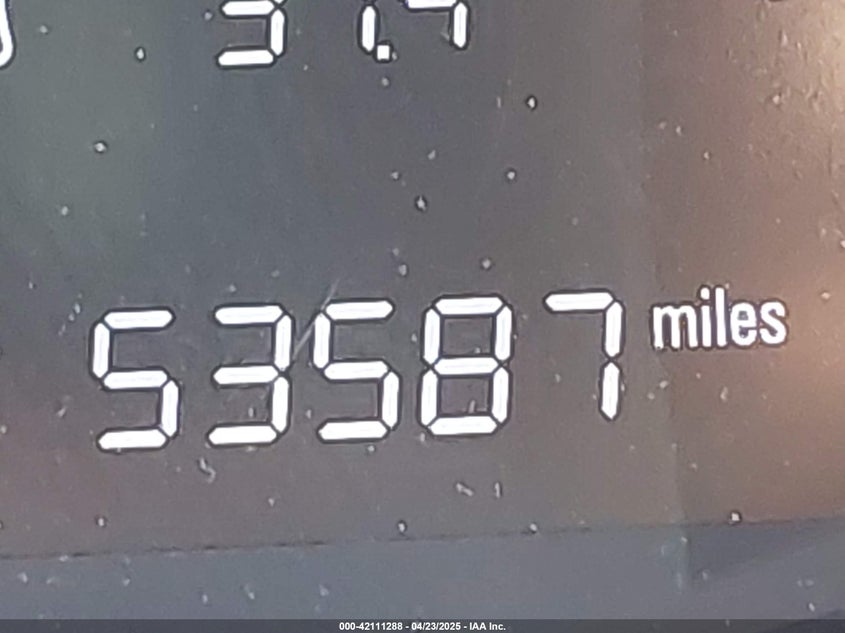 53587 miles
000-42111288 - 04/23/2025 - IAA Inc.